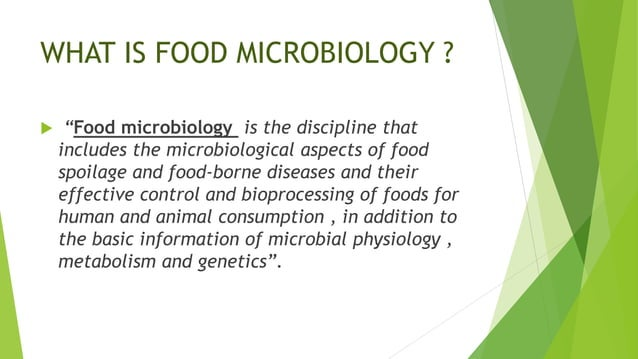 WHAT IS FOOD MICROBIOLOGY ?
“Food microbiology  is the discipline that
includes the microbiological aspects of food
spoilage and food-borne diseases and their
effective control and bioprocessing of foods for
human and animal consumption , in addition to
the basic information of microbial physiology ,
metabolism and genetics”.